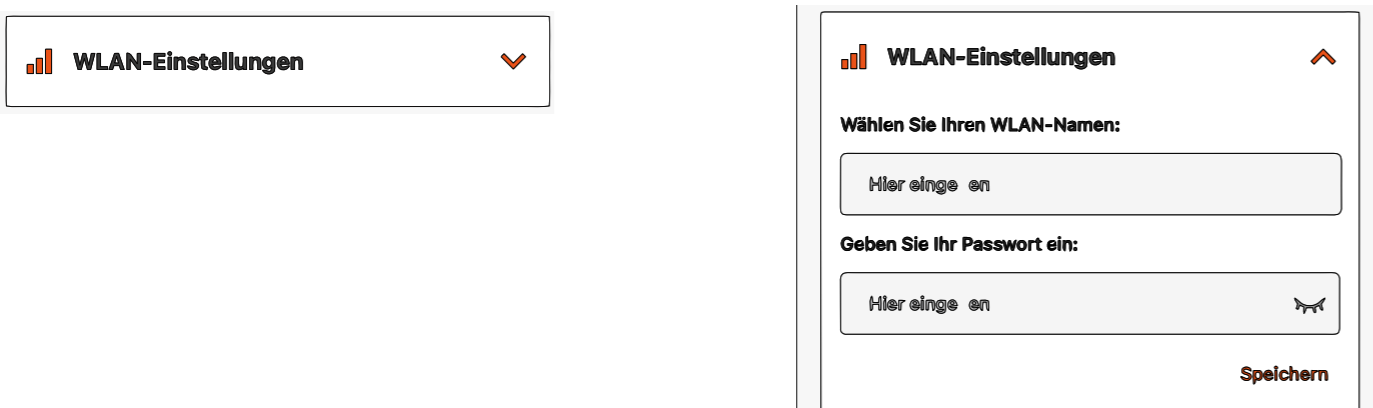 WLAN-Einstellungen
WLAN-Einstellungen
Wählen Sie Ihren WLAN-Namen:
Hier einge en
Geben Sie Ihr Passwort ein:
Hier einge en
Speichern